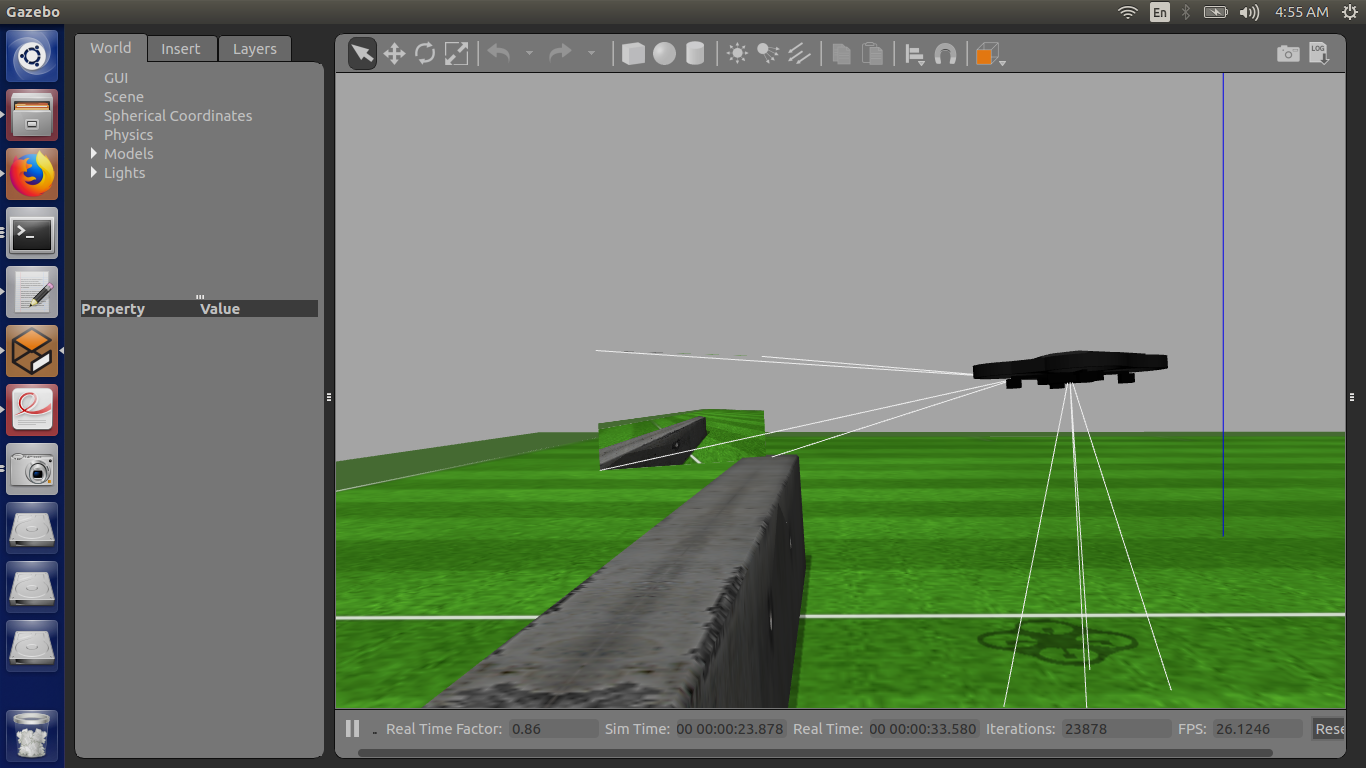 Gazebo
En
4:55 AM
World
Insert
Layers
LOG
GUI
Scene
Spherical Coordinates
Physics
Models
Lights
Property Value
Real Time Factor: 0.86 Sim Time: 00 00:00:23.878 Real Time: 00 00:00:33.580 Iterations: 23878 FPS: 26.1246 Rese